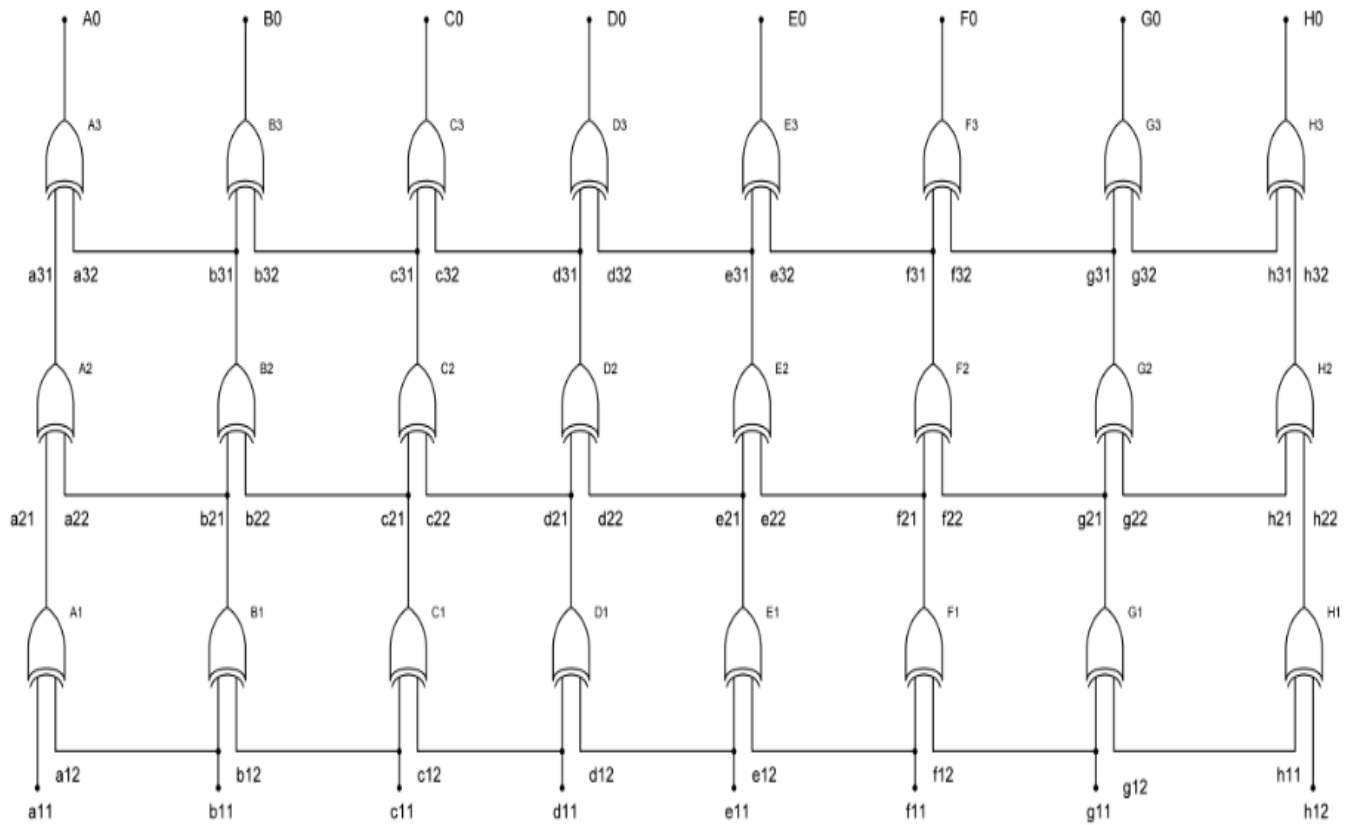 A0 B0 C0 D0 E0 F0 G0 H0
A3 B3 C3 D3 E3 F3 G3 H3
a31 a32 b31 b32 c31 c32 d31 d32 e31 e32 f31 f32 g31 g32 h31 h32
A2 B2 C2 D2 E2 F2 G2 H2
a21 a22 b21 b22 c21 c22 d21 d22 e21 e22 f21 f22 g21 g22 h21 h22
A1 B1 C1 D1 E1 F1 G1 H1
a12 b12 c12 d12 e12 f12 g12 h11
a11 b11 c11 d11 e11 f11 g11 h12